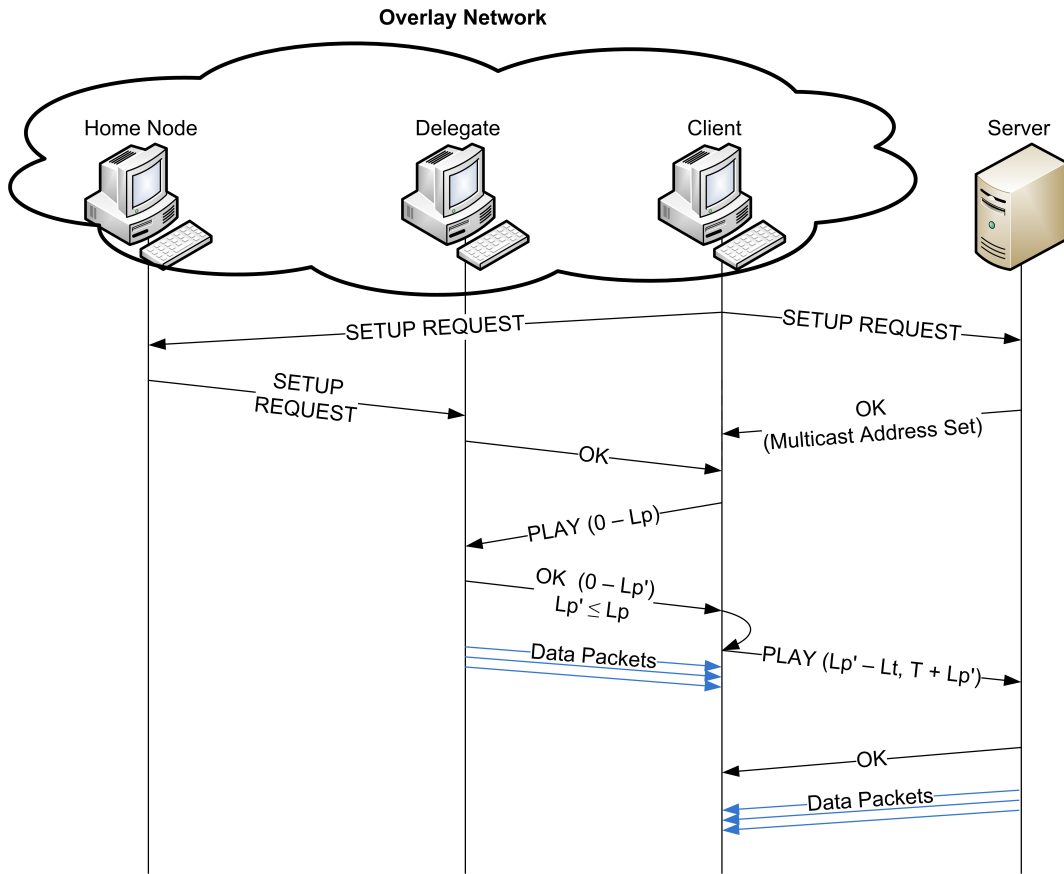 Overlay Network
Home Node
Delegate
Client
Server
SETUP REQUEST
SETUP REQUEST
SETUP
REQUEST
OK
(Multicast Address Set)
OK
PLAY (0 – Lp)
OK (0 – Lp')
Lp' ≤ Lp
Data Packets
PLAY (Lp' – Lt, T + Lp')
OK
Data Packets